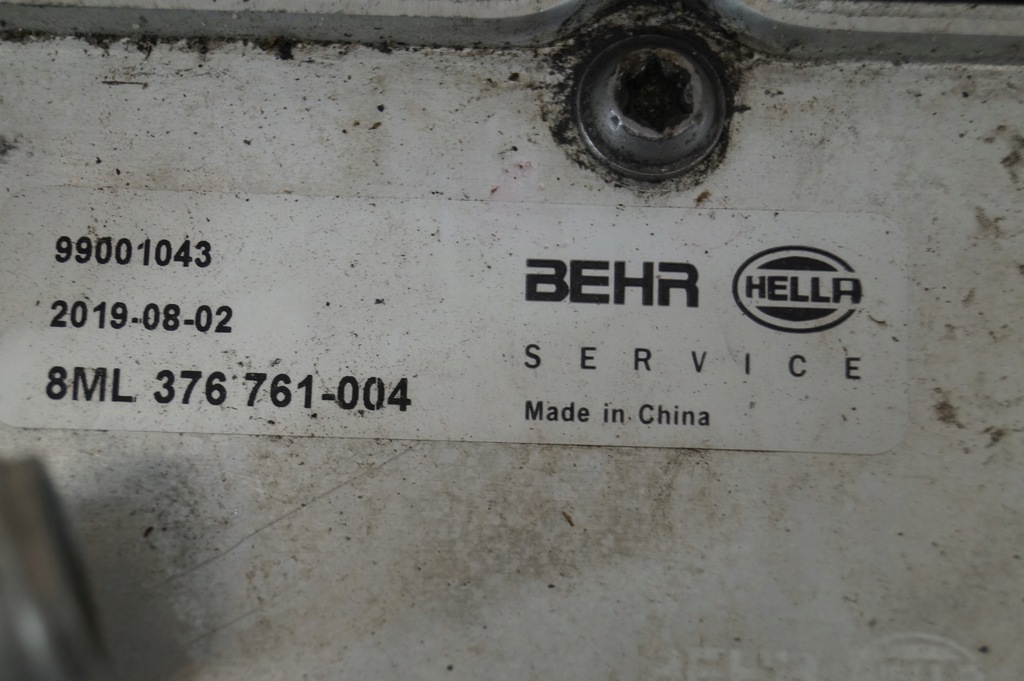 99001043
2019-08-02
8ML 376 761-004
BEHR HELLA
SERVICE
Made in China